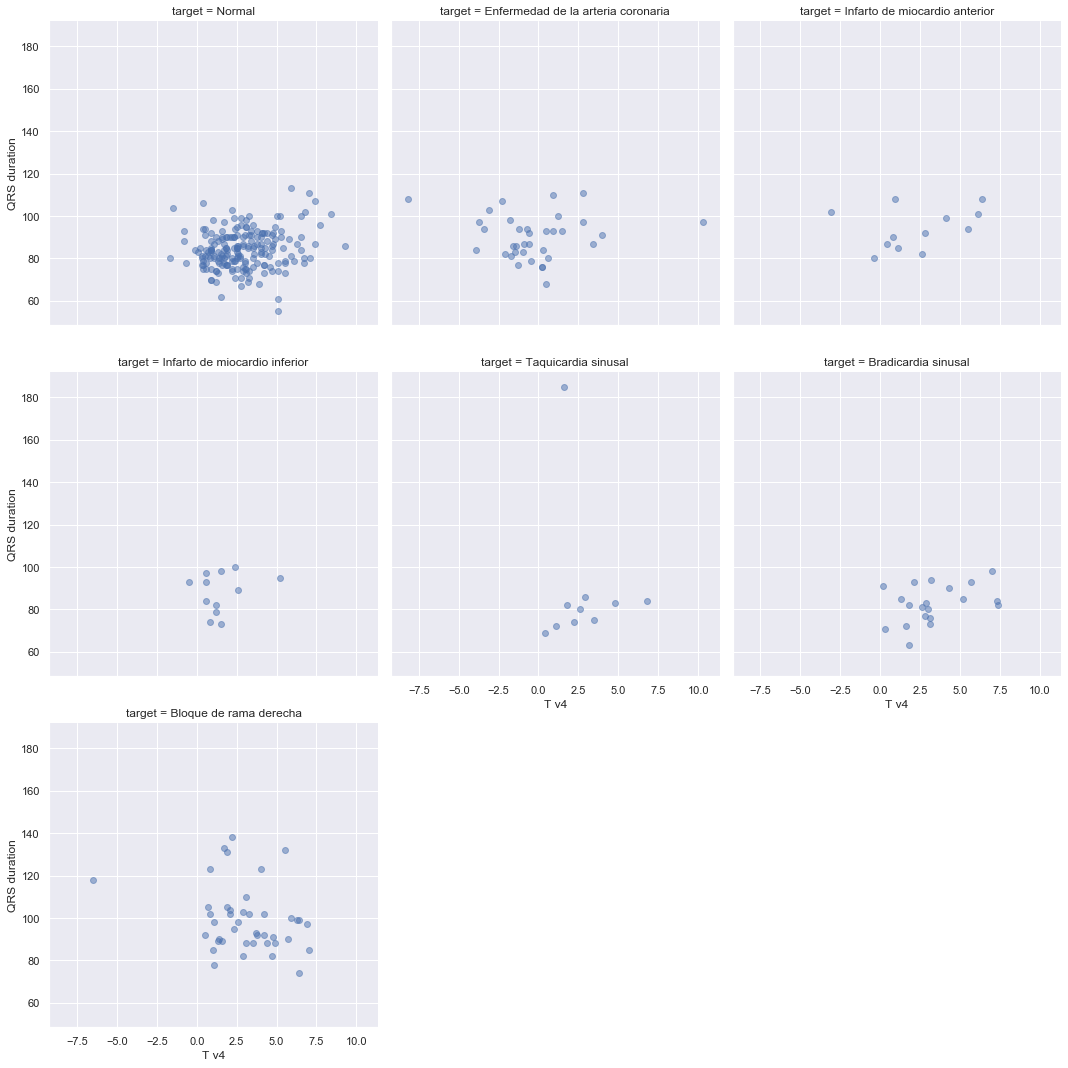 target = Normal
target = Enfermedad de la arteria coronaria
target = Infarto de miocardio anterior
180
160
140
120
100
80
60
QRS duration
target = Infarto de miocardio inferior
target = Taquicardia sinusal
target = Bradicardia sinusal
180
160
140
120
100
80
60
QRS duration
−7.5 −5.0 −2.5 0.0 2.5 5.0 7.5 10.0
T v4
−7.5 −5.0 −2.5 0.0 2.5 5.0 7.5 10.0
T v4
target = Bloque de rama derecha
180
160
140
120
100
80
60
QRS duration
−7.5 −5.0 −2.5 0.0 2.5 5.0 7.5 10.0
T v4